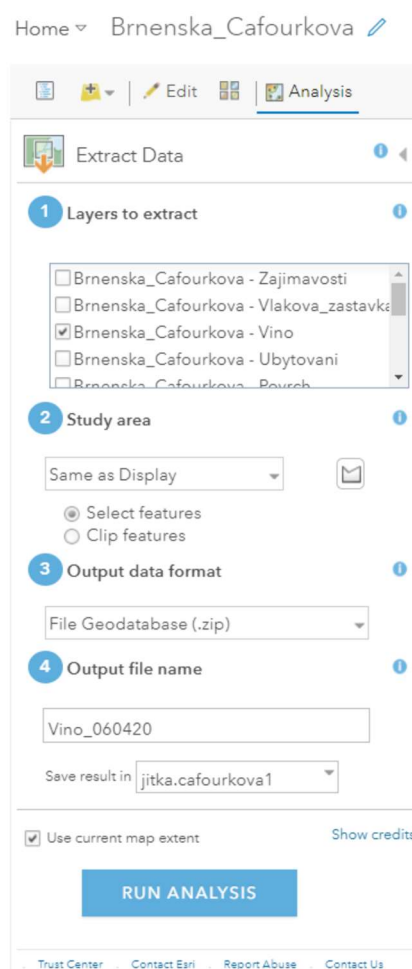 Home Brnenska_Cafourkova
Edit Analysis
Extract Data
1 Layers to extract
Brnenska_Cafourkova - Zajimavosti
Brnenska_Cafourkova - Vlakova_zastavka
Brnenska_Cafourkova - Vino
Brnenska_Cafourkova - Ubytovani
Brnenska_Cafourkova - Povrch
2 Study area
Same as Display
Select features
Clip features
3 Output data format
File Geodatabase (.zip)
4 Output file name
Vino_060420
Save result in jitka.cafourkova1
Use current map extent Show credits
RUN ANALYSIS
Trust Center . Contact Esri . Report Abuse . Contact Us